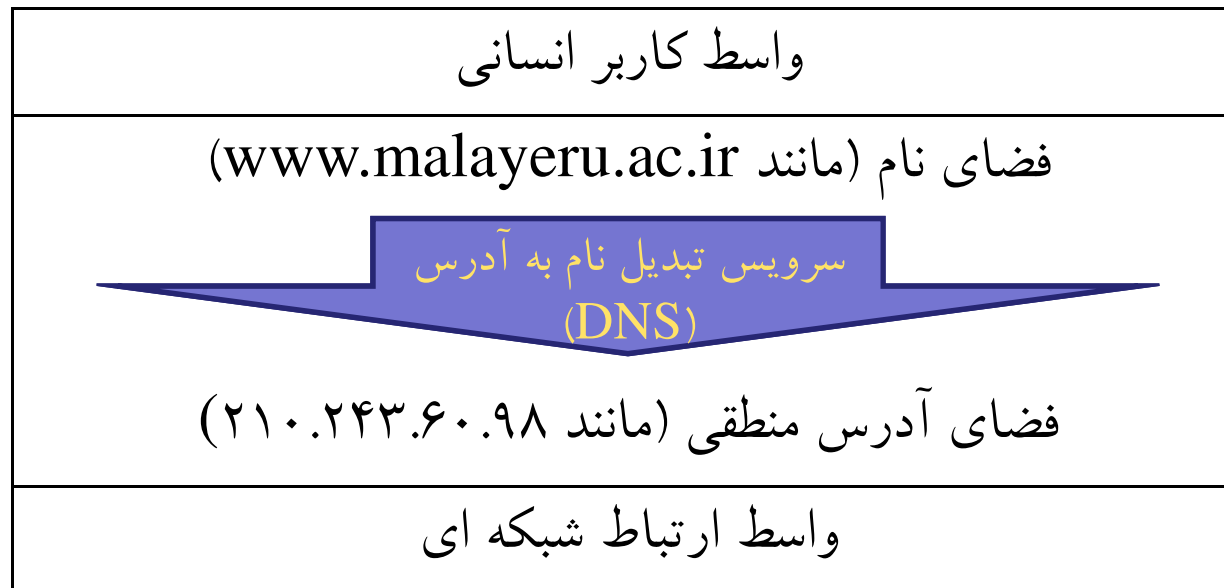 واسط کاربر انسانی
فضای نام (مانند www.malayeru.ac.ir)
سرویس تبدیل نام به آدرس
(DNS)
فضای آدرس منطقی (مانند ۲۱۰.۲۴۳.۶۰.۹۸)
واسط ارتباط شبکه ای